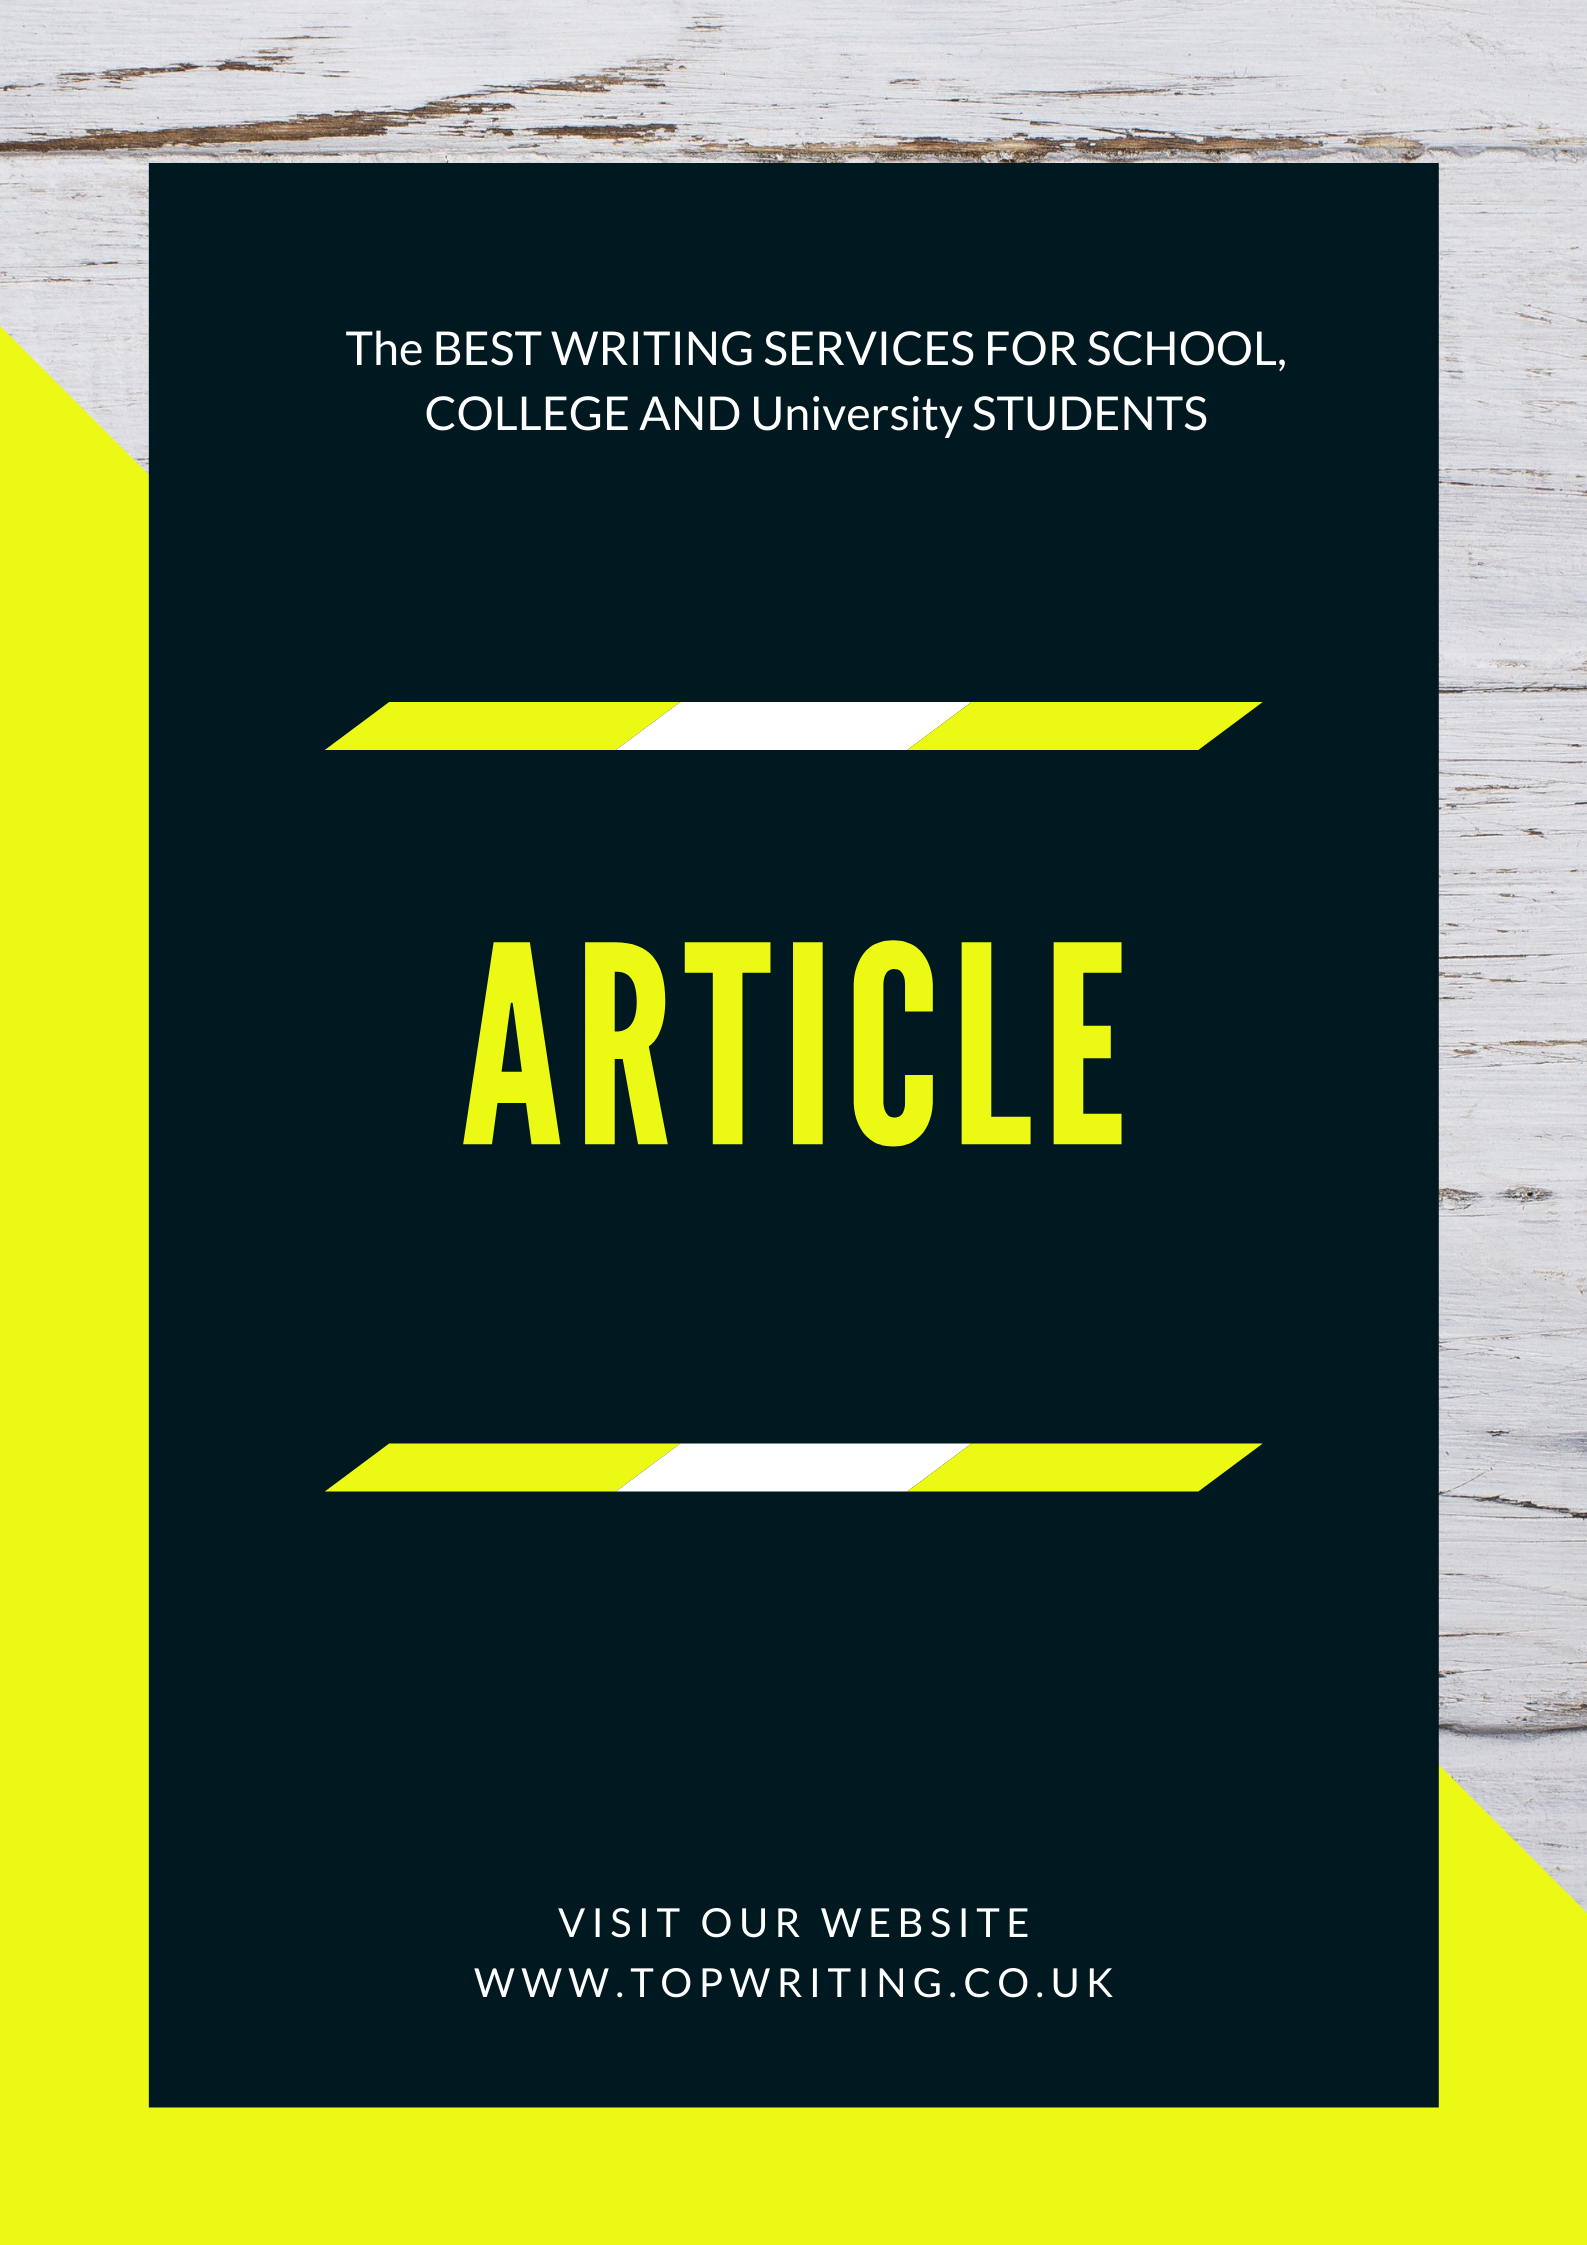 The BEST WRITING SERVICES FOR SCHOOL,
COLLEGE AND University STUDENTS
ARTICLE
VISIT OUR WEBSITE
WWW.TOPWRITING.CO.UK